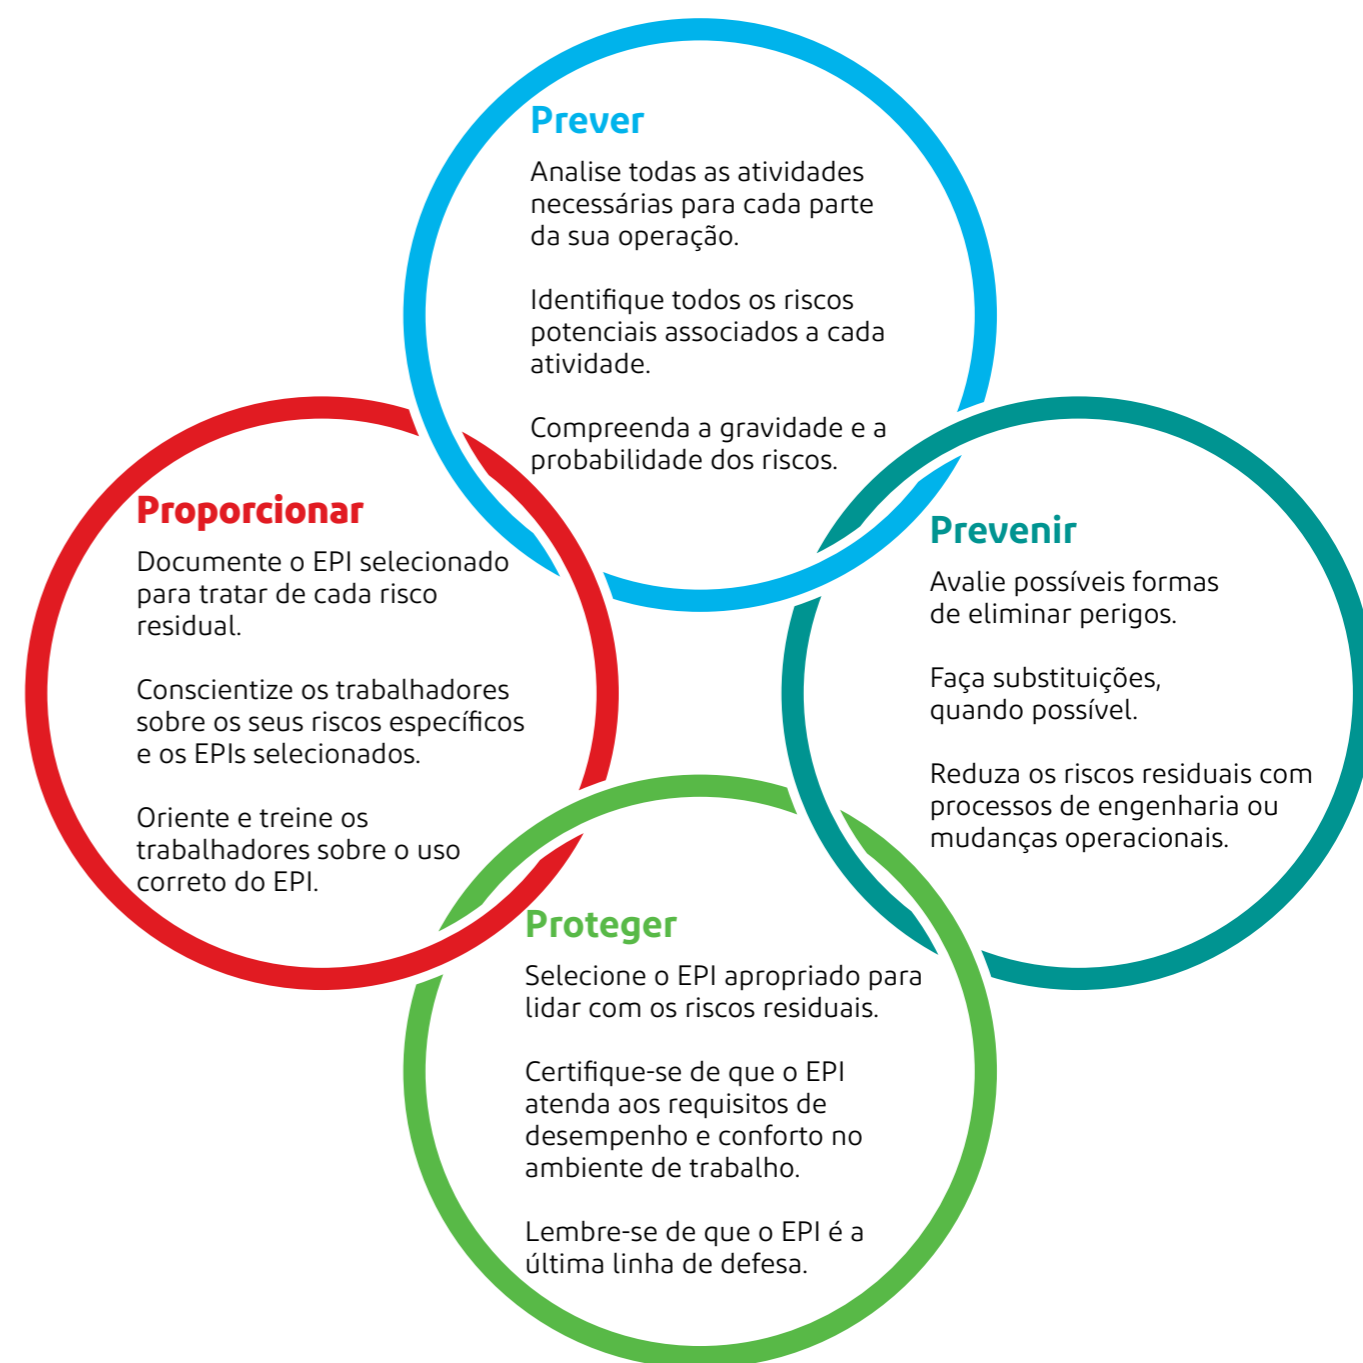 Prever
Analise todas as atividades
necessárias para cada parte
da sua operação.
Identifique todos os riscos
potenciais associados a cada
atividade.
Compreenda a gravidade e a
probabilidade dos riscos.
Proporcionar
Documente o EPI selecionado
para tratar de cada risco
residual.
Conscientize os trabalhadores
sobre os seus riscos específicos
e os EPIs selecionados.
Oriente e treine os
trabalhadores sobre o uso
correto do EPI.
Prevenir
Avalie possíveis formas
de eliminar perigos.
Faça substituições,
quando possível.
Reduza os riscos residuais com
processos de engenharia ou
mudanças operacionais.
Proteger
Selecione o EPI apropriado para
lidar com os riscos residuais.
Certifique-se de que o EPI
atenda aos requisitos de
desempenho e conforto no
ambiente de trabalho.
Lembre-se de que o EPI é a
última linha de defesa.